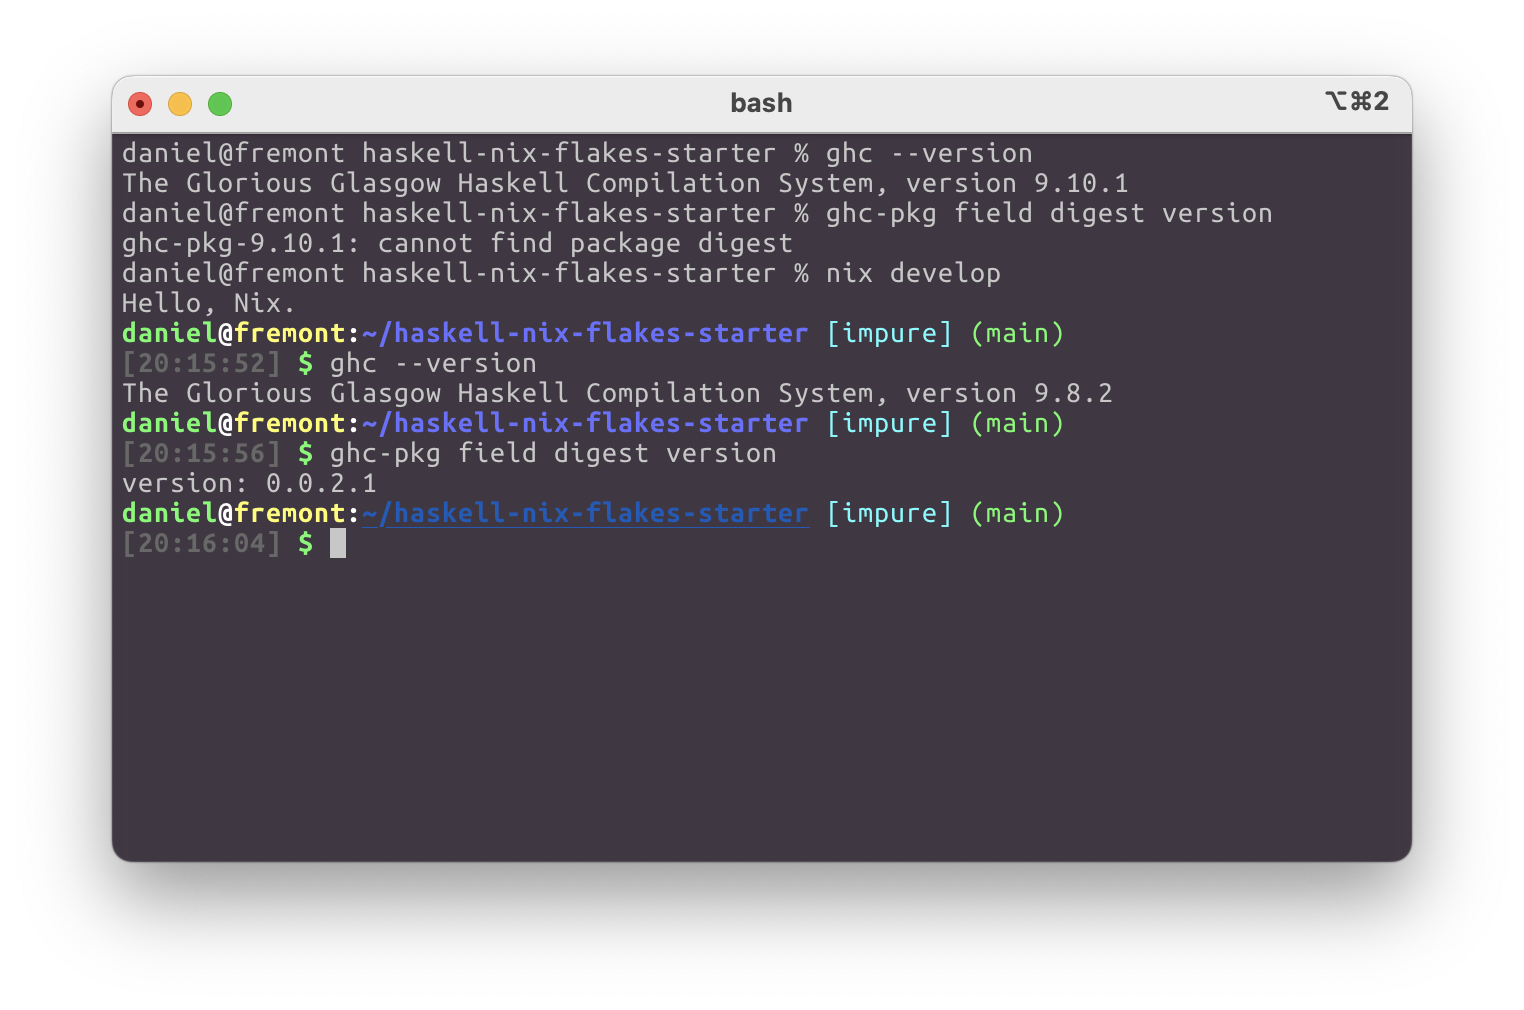 bash
⌥⌘2
daniel@fremont haskell-nix-flakes-starter % ghc --version
The Glorious Glasgow Haskell Compilation System, version 9.10.1
daniel@fremont haskell-nix-flakes-starter % ghc-pkg field digest version
ghc-pkg-9.10.1: cannot find package digest
daniel@fremont haskell-nix-flakes-starter % nix develop
Hello, Nix.
daniel@fremont:~/haskell-nix-flakes-starter [impure] (main)
[20:15:52] $ ghc --version
The Glorious Glasgow Haskell Compilation System, version 9.8.2
daniel@fremont:~/haskell-nix-flakes-starter [impure] (main)
[20:15:56] $ ghc-pkg field digest version
version: 0.0.2.1
daniel@fremont:~/haskell-nix-flakes-starter [impure] (main)
[20:16:04] $